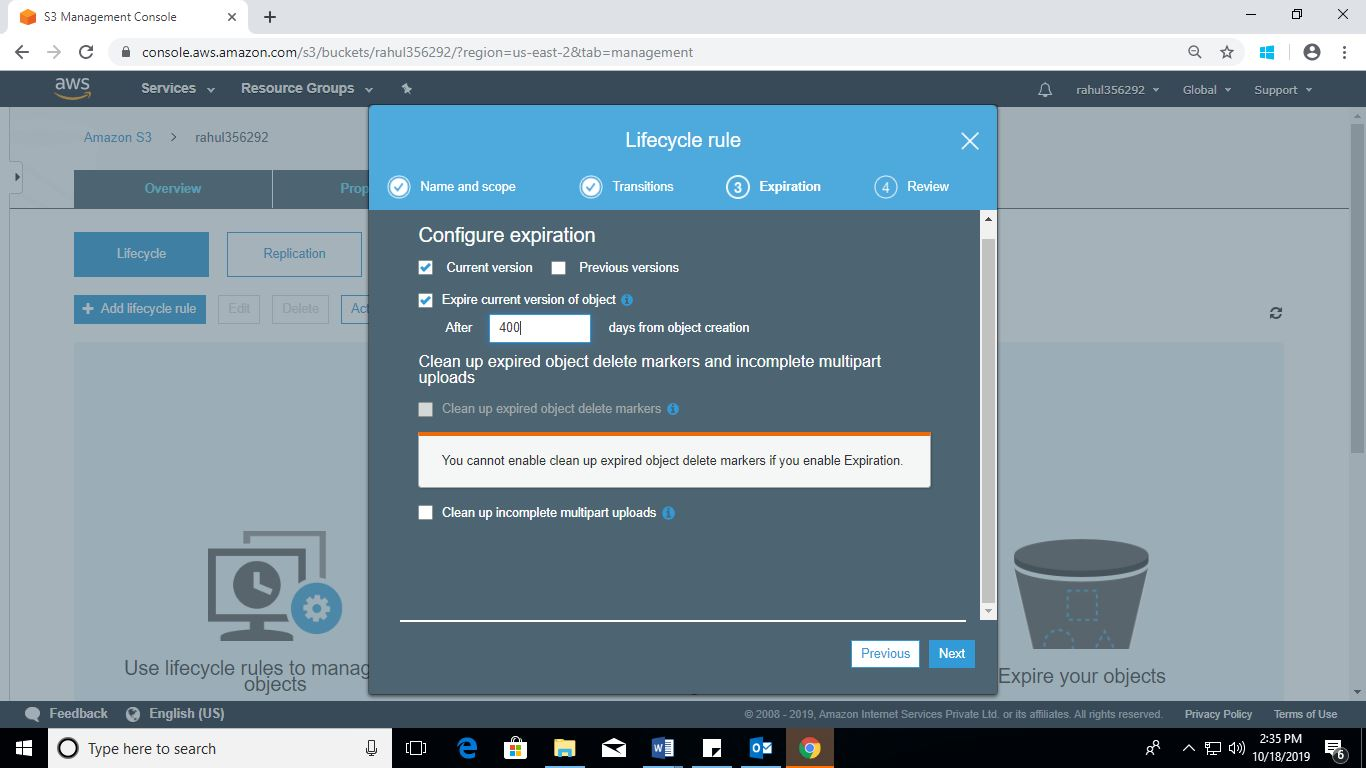 S3 Management Console
console.aws.amazon.com/s3/buckets/rahul356292/?region=us-east-2&tab=management
aws
Services
Resource Groups
rahul356292
Global
Support
Amazon S3 > rahul356292
Overview
Prop
Lifecycle
Replication
+ Add lifecycle rule
Edit
Delete
Act
Lifecycle rule
Name and scope
Transitions
3 Expiration
4 Review
Configure expiration
Current version
Previous versions
Expire current version of object
After 400 days from object creation
Clean up expired object delete markers and incomplete multipart
uploads
Clean up expired object delete markers
You cannot enable clean up expired object delete markers if you enable Expiration.
Clean up incomplete multipart uploads
Previous
Next
Use lifecycle rules to manag
objects
Expire your objects
Feedback
English (US)
© 2008 - 2019, Amazon Internet Services Private Ltd. or its affiliates. All rights reserved.
Privacy Policy
Terms of Use
Type here to search
2:35 PM
10/18/2019
6